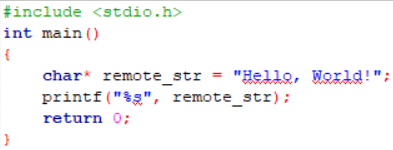 #include <stdio.h>
int main()
{
    char* remote_str = "Hello, World!";
    printf("%s", remote_str);
    return 0;
}